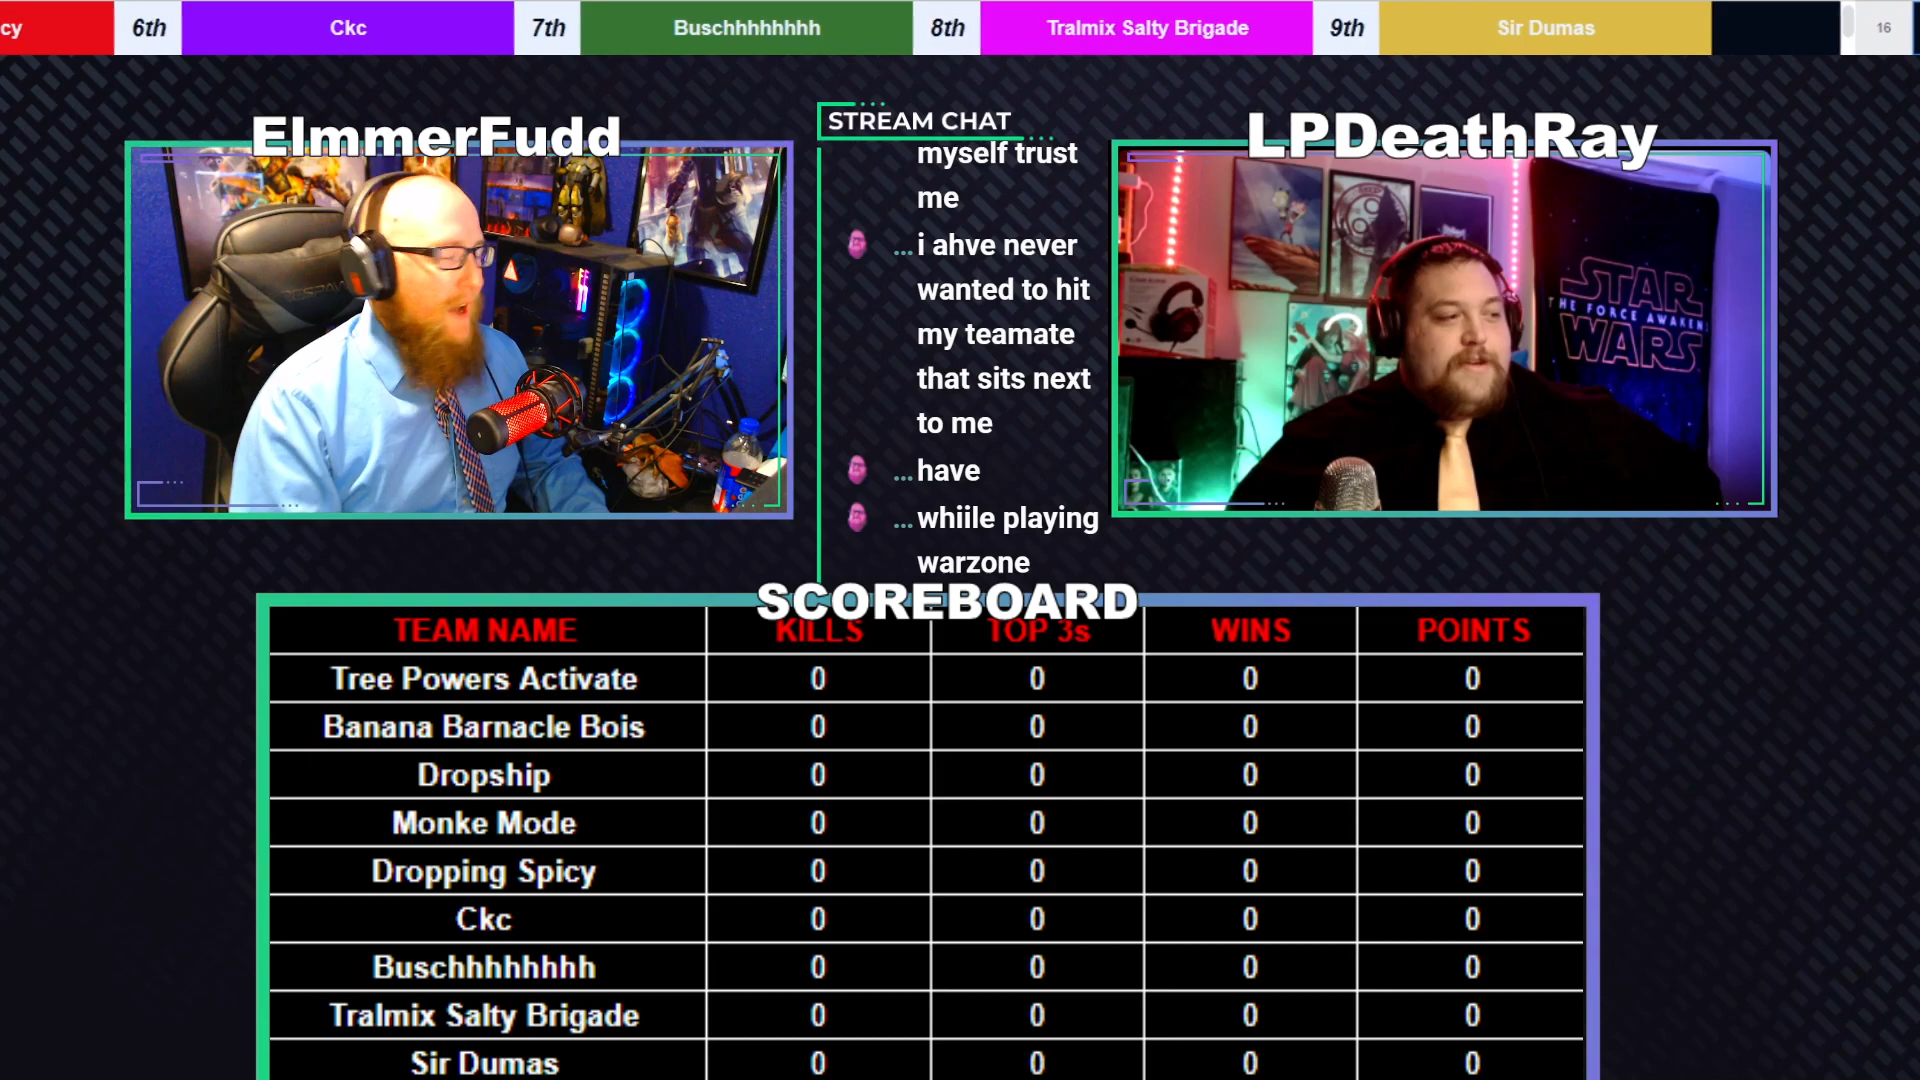 cy 6th Ckc 7th Buschhhhhhhh 8th Tralmix Salty Brigade 9th Sir Dumas 16
ElmmerFudd
STREAM CHAT
LPDeathRay
myself trust
me
...i ahve never
wanted to hit
my teamate
that sits next
to me
...have
...whiile playing
warzone
STAR
THE FORCE AWAKENS
WARS
SCOREBOARD
TEAM NAME KILLS TOP 3s WINS POINTS
Tree Powers Activate 0 0 0 0
Banana Barnacle Bois 0 0 0 0
Dropship 0 0 0 0
Monke Mode 0 0 0 0
Dropping Spicy 0 0 0 0
Ckc 0 0 0 0
Buschhhhhhhh 0 0 0 0
Tralmix Salty Brigade 0 0 0 0
Sir Dumas 0 0 0 0